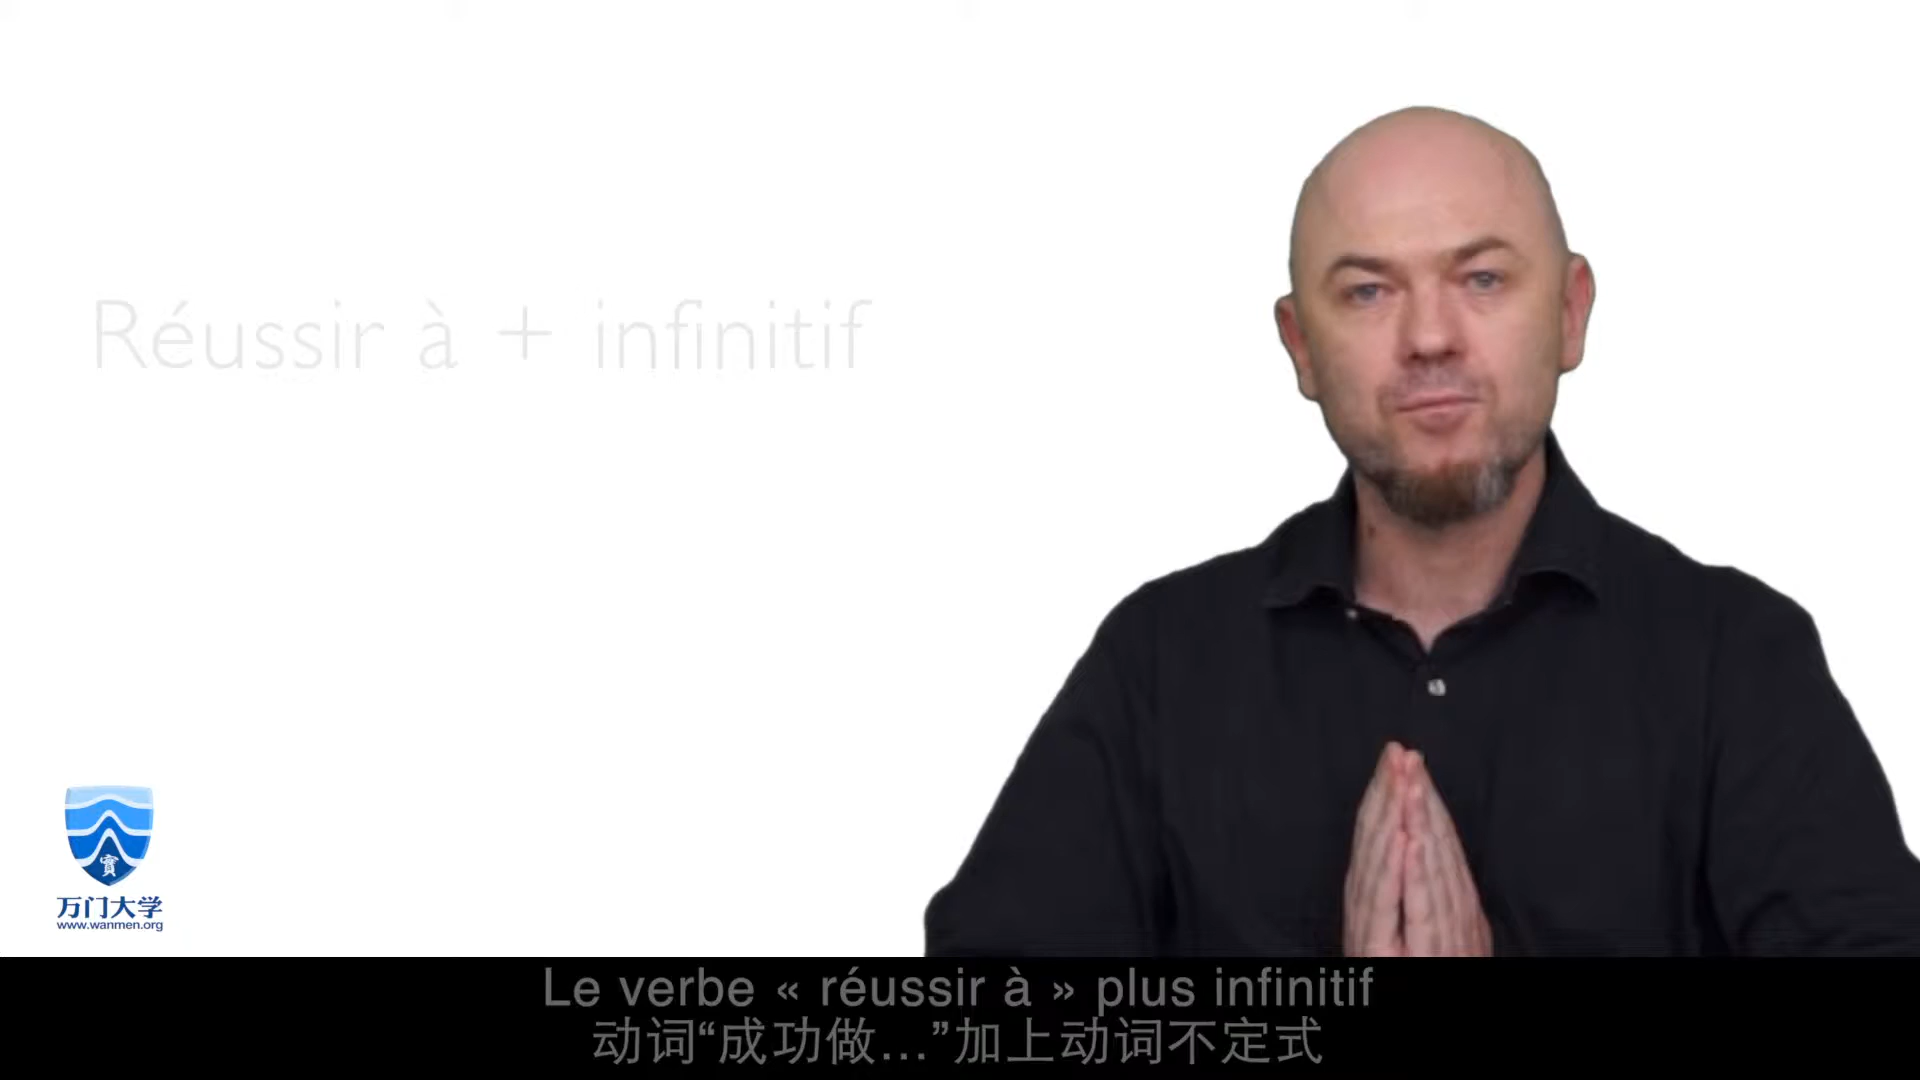 Réussir à + infinitif
寳
万门大学
www.wanmen.org
Le verbe « réussir à » plus infinitif
动词“成功做...”加上动词不定式